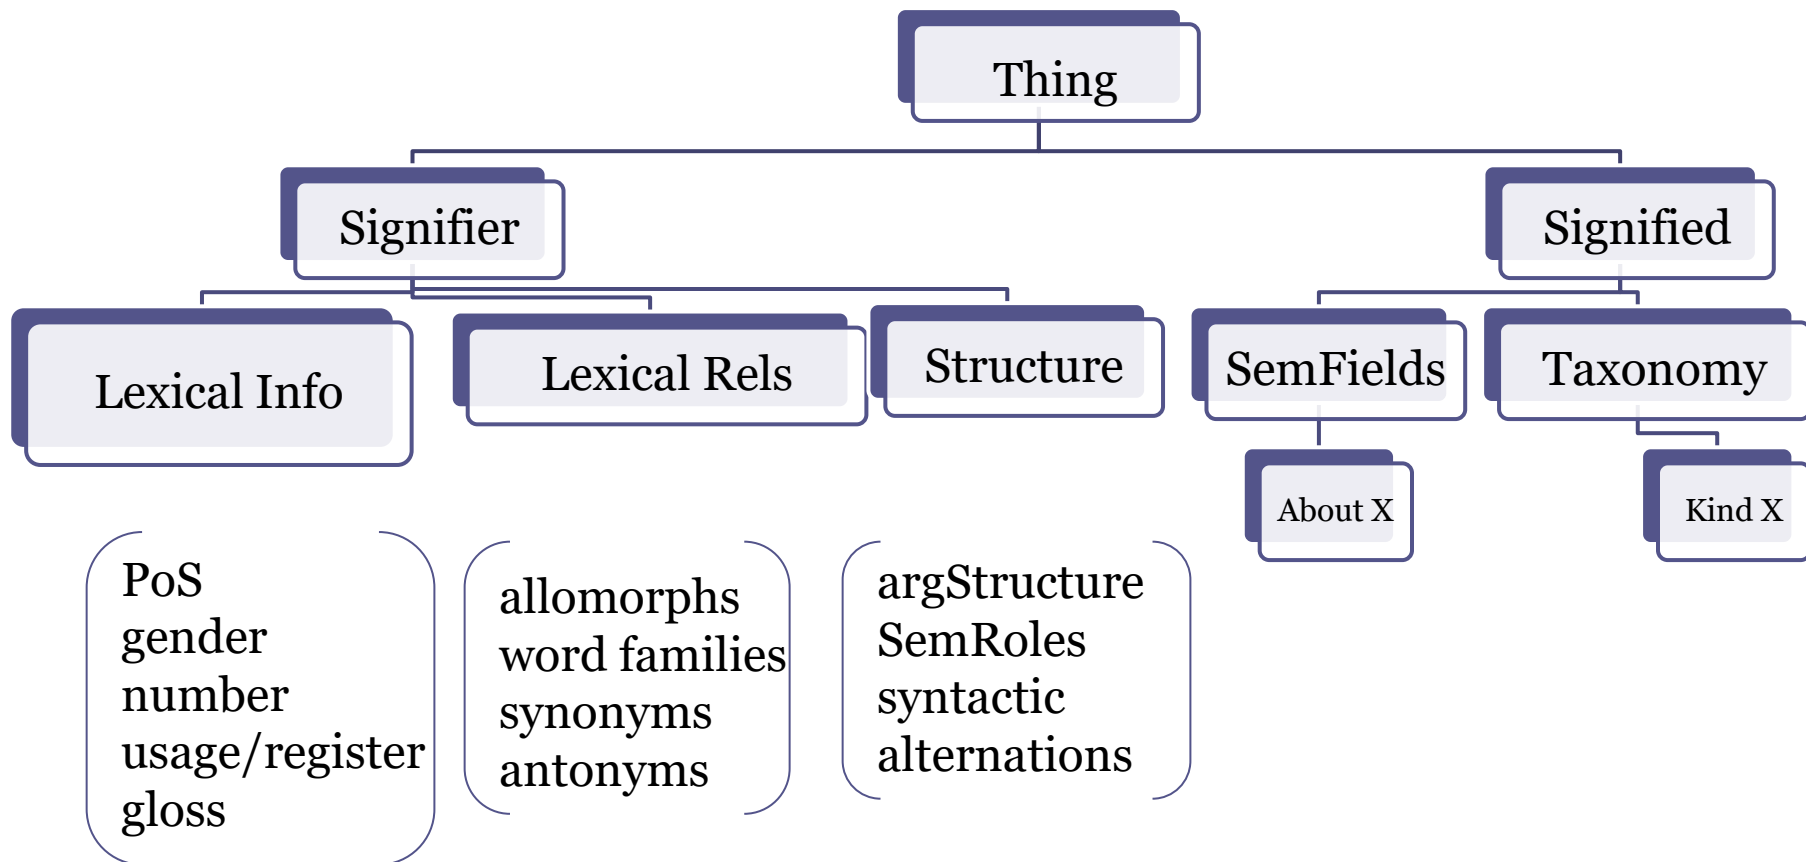 Thing
Signifier
Signified
Lexical Info
Lexical Rels
Structure
SemFields
Taxonomy
About X
Kind X
PoS
gender
number
usage/register
gloss
allomorphs
word families
synonyms
antonyms
argStructure
SemRoles
syntactic
alternations